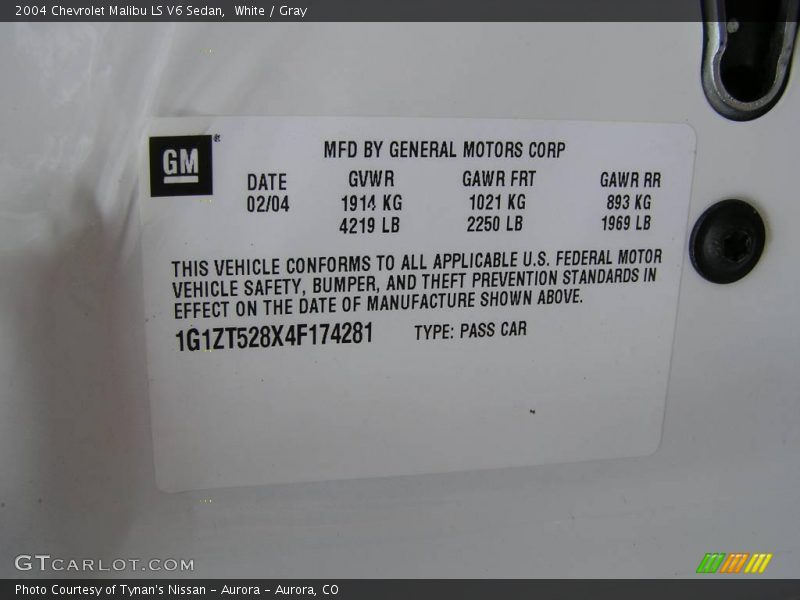 2004 Chevrolet Malibu LS V6 Sedan, White / Gray
GM
MFD BY GENERAL MOTORS CORP
DATE GVWR GAWR FRT GAWR RR
02/04 1914 KG 1021 KG 893 KG
4219 LB 2250 LB 1969 LB
THIS VEHICLE CONFORMS TO ALL APPLICABLE U.S. FEDERAL MOTOR
VEHICLE SAFETY, BUMPER, AND THEFT PREVENTION STANDARDS IN
EFFECT ON THE DATE OF MANUFACTURE SHOWN ABOVE.
1G1ZT528X4F174281 TYPE: PASS CAR
GTCARLOT.COM
Photo Courtesy of Tynan's Nissan - Aurora - Aurora, CO